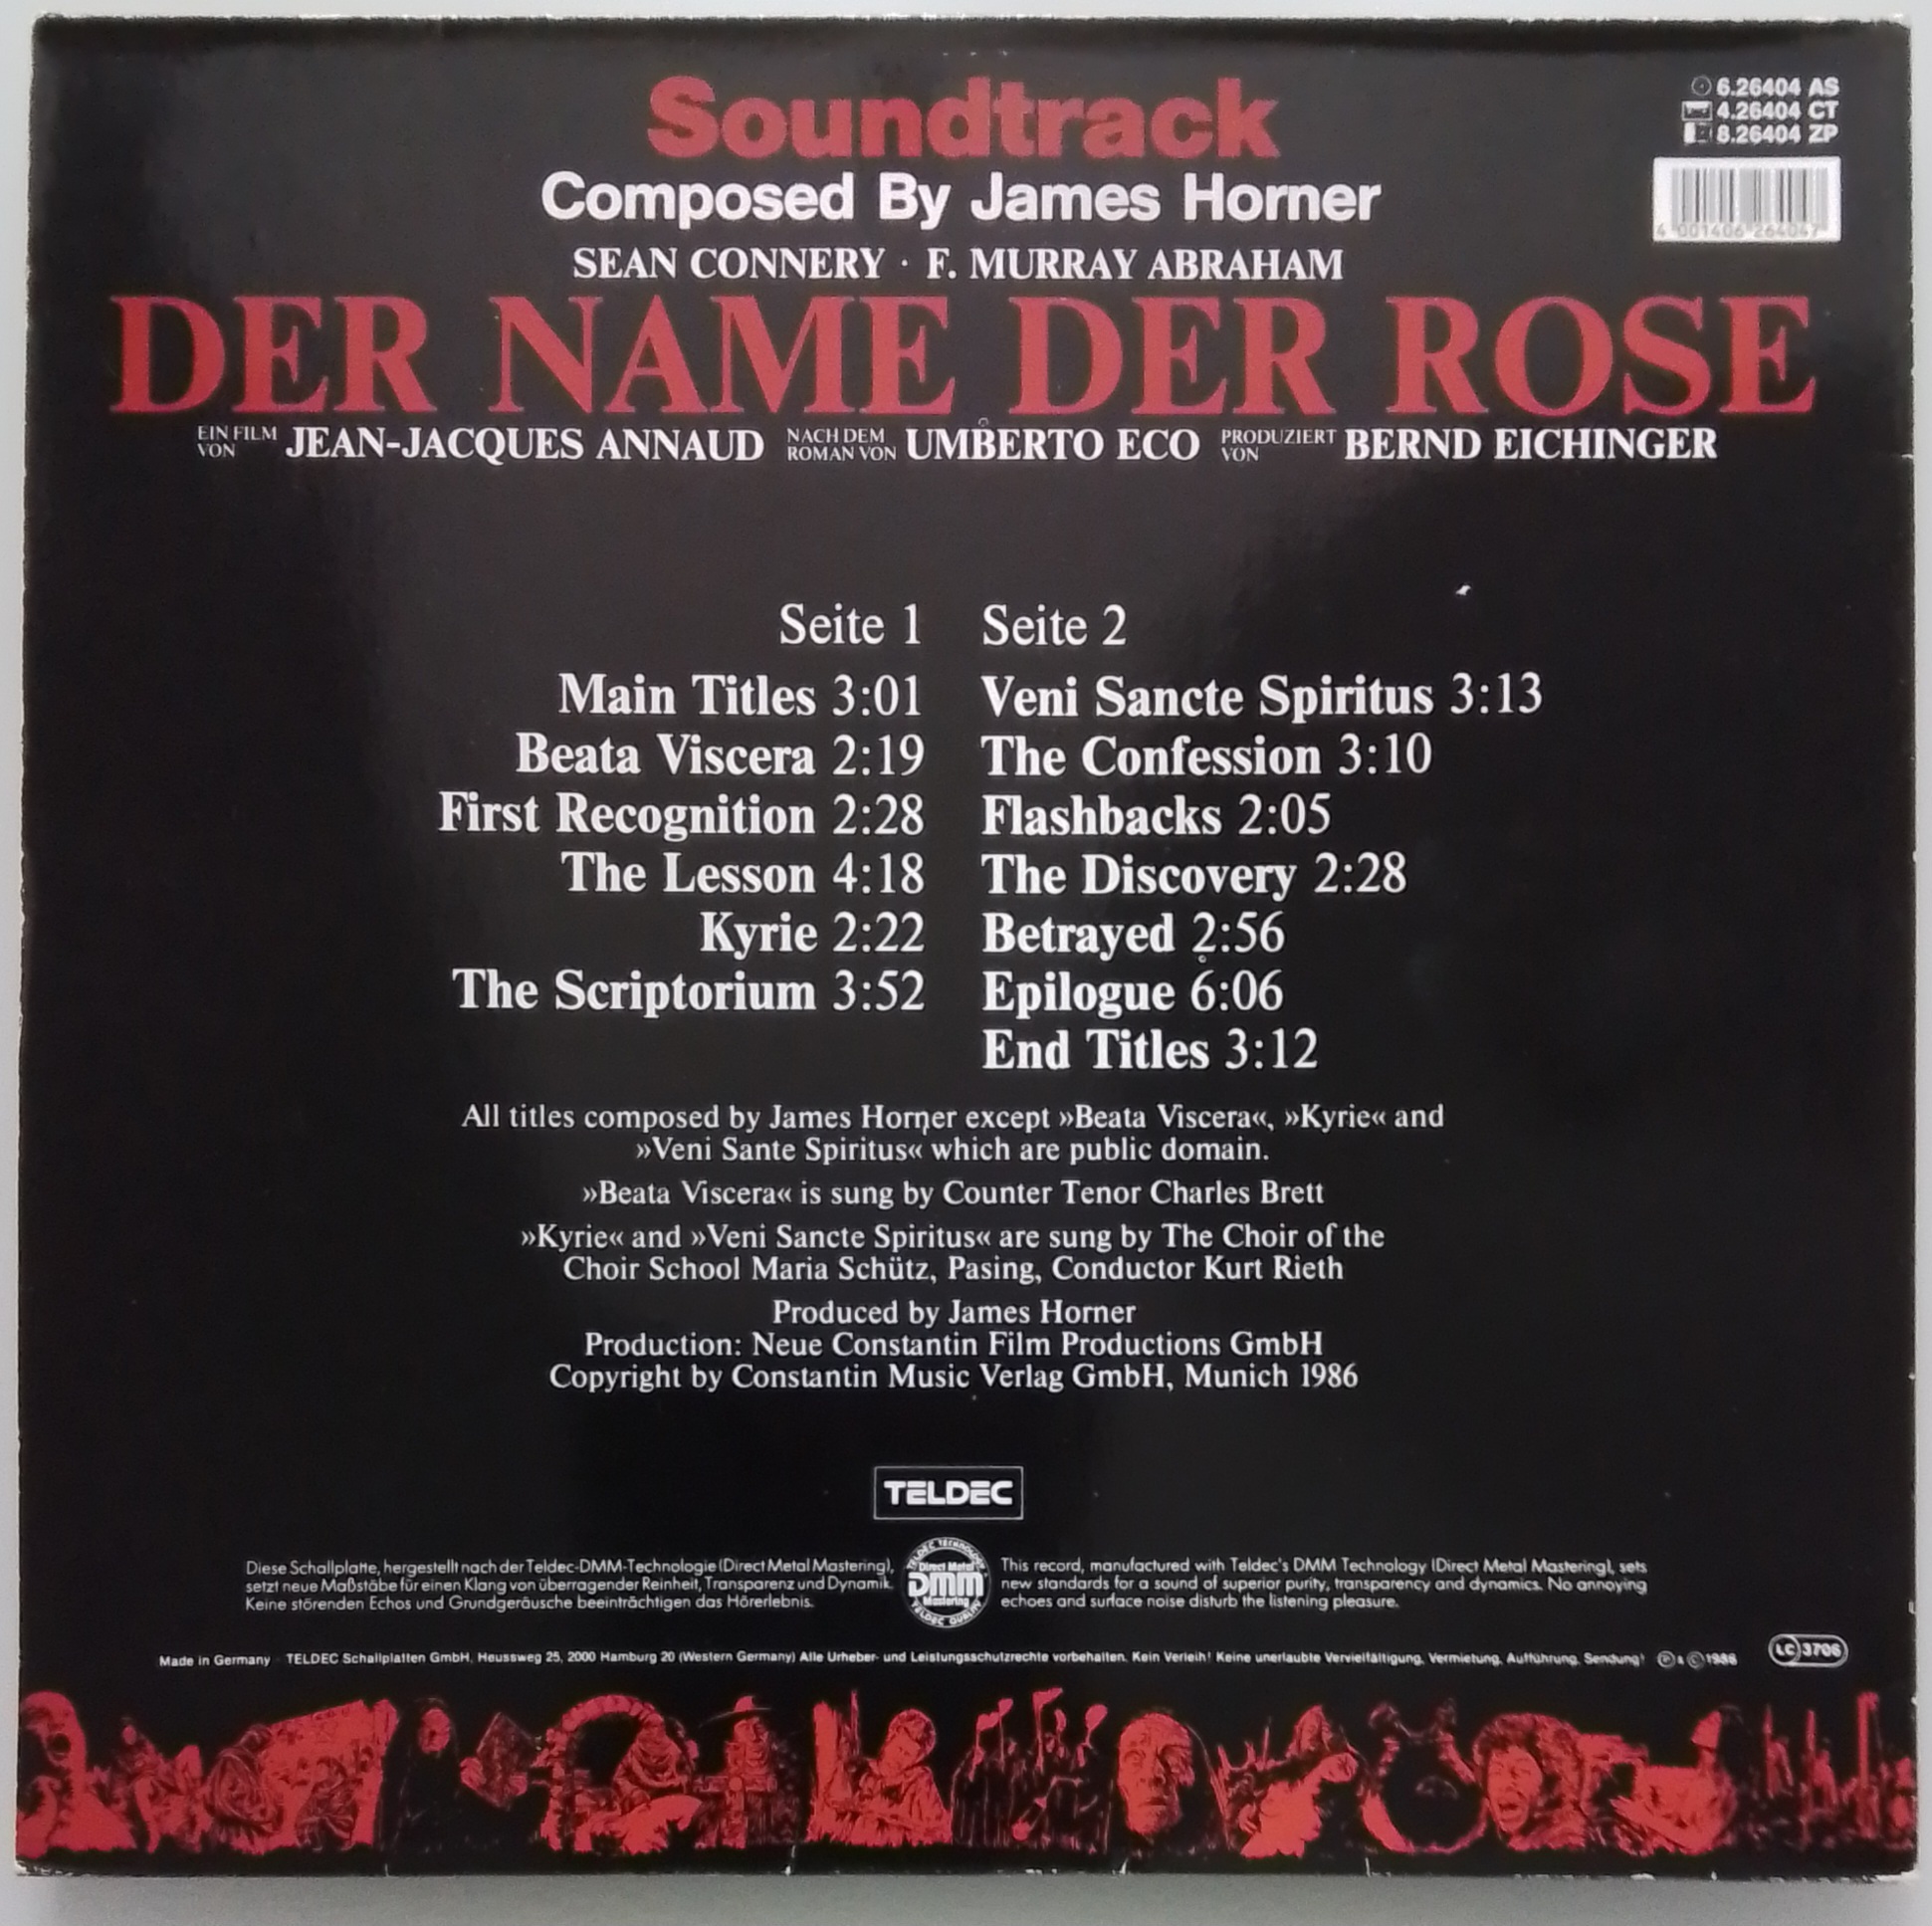 Soundtrack
Composed By James Horner
SEAN CONNERY · F. MURRAY ABRAHAM
DER NAME DER ROSE
EIN FILM VON JEAN-JACQUES ANNAUD NACH DEM ROMAN VON UMBERTO ECO PRODUZIERT VON BERND EICHINGER
6.26404 AS
4.26404 CT
8.26404 ZP
4 001406 264047
Seite 1
Main Titles 3:01
Beata Viscera 2:19
First Recognition 2:28
The Lesson 4:18
Kyrie 2:22
The Scriptorium 3:52
Seite 2
Veni Sancte Spiritus 3:13
The Confession 3:10
Flashbacks 2:05
The Discovery 2:28
Betrayed 2:56
Epilogue 6:06
End Titles 3:12
All titles composed by James Horner except »Beata Viscera«, »Kyrie« and
»Veni Sante Spiritus« which are public domain.
»Beata Viscera« is sung by Counter Tenor Charles Brett
»Kyrie« and »Veni Sancte Spiritus« are sung by The Choir of the
Choir School Maria Schütz, Pasing, Conductor Kurt Rieth
Produced by James Horner
Production: Neue Constantin Film Productions GmbH
Copyright by Constantin Music Verlag GmbH, Munich 1986
TELDEC
Diese Schallplatte, hergestellt nach der Teldec-DMM-Technologie (Direct Metal Mastering),
setzt neue Maßstäbe für einen Klang von überragender Reinheit, Transparenz und Dynamik.
Keine störenden Echos und Grundgeräusche beeinträchtigen das Hörerlebnis.
TELDEC TECHNOLOGY
Direct Metal
DMM
Mastering
TELDEC QUALITY
This record, manufactured with Teldec's DMM Technology (Direct Metal Mastering), sets
new standards for a sound of superior purity, transparency and dynamics. No annoying
echoes and surface noise disturb the listening pleasure.
Made in Germany TELDEC Schallplatten GmbH, Heussweg 25, 2000 Hamburg 20 (Western Germany) Alle Urheber- und Leistungsschutzrechte vorbehalten. Kein Verleih! Keine unerlaubte Vervielfältigung, Vermietung, Aufführung, Sendung! Ⓟ & © 1986
LC 3706